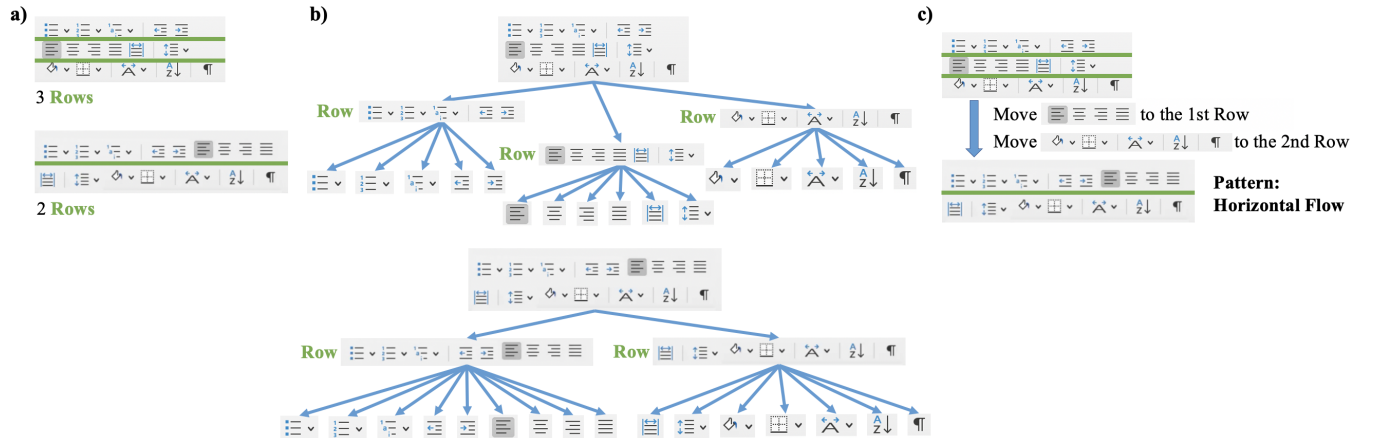 a)
3 Rows
2 Rows
b)
Row
Row
Row
Row
Row
c)
Move to the 1st Row
Move to the 2nd Row
Pattern:
Horizontal Flow